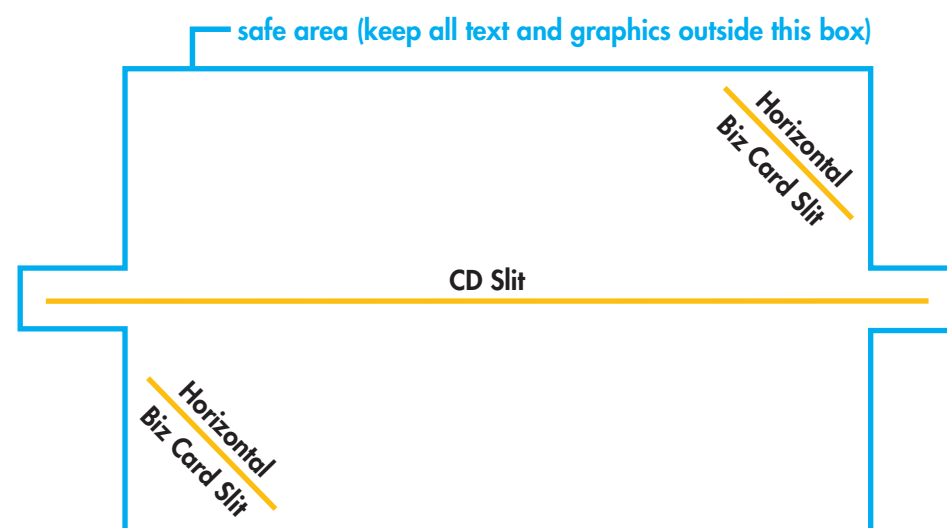 safe area (keep all text and graphics outside this box)
Horizontal
Biz Card Slit
CD Slit
Horizontal
Biz Card Slit